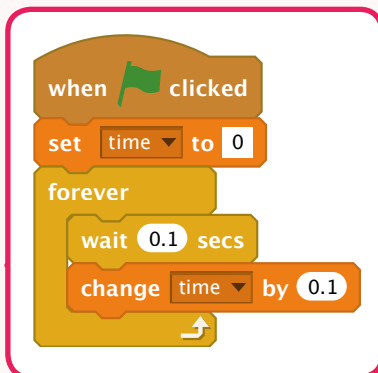 when clicked
set time to 0
forever
wait 0.1 secs
change time by 0.1